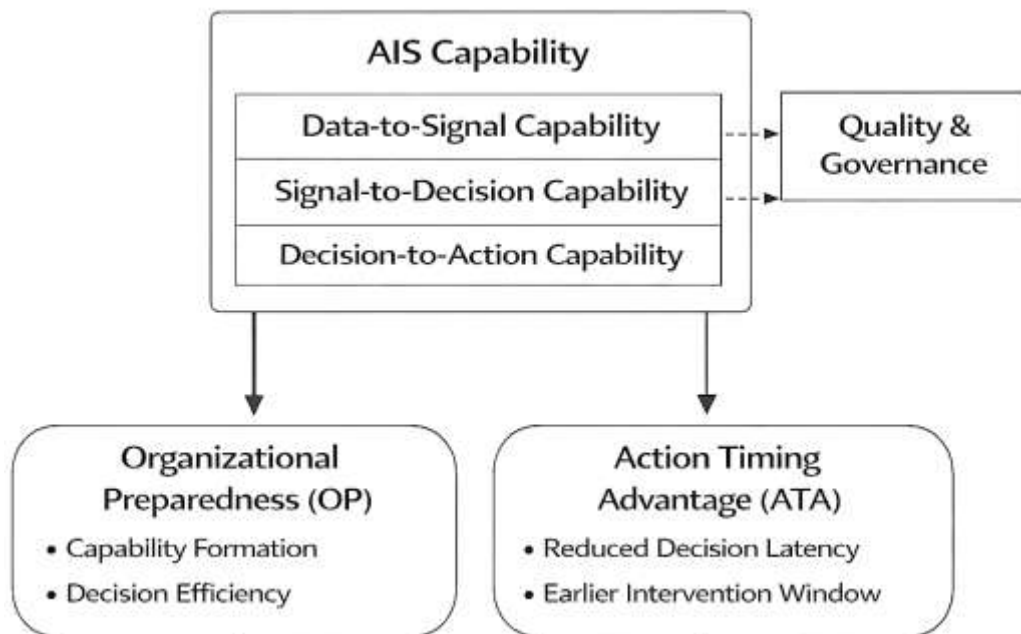 AIS Capability
Data-to-Signal Capability
Signal-to-Decision Capability
Decision-to-Action Capability
Quality &
Governance
Organizational
Preparedness (OP)
• Capability Formation
• Decision Efficiency
Action Timing
Advantage (ATA)
• Reduced Decision Latency
• Earlier Intervention Window